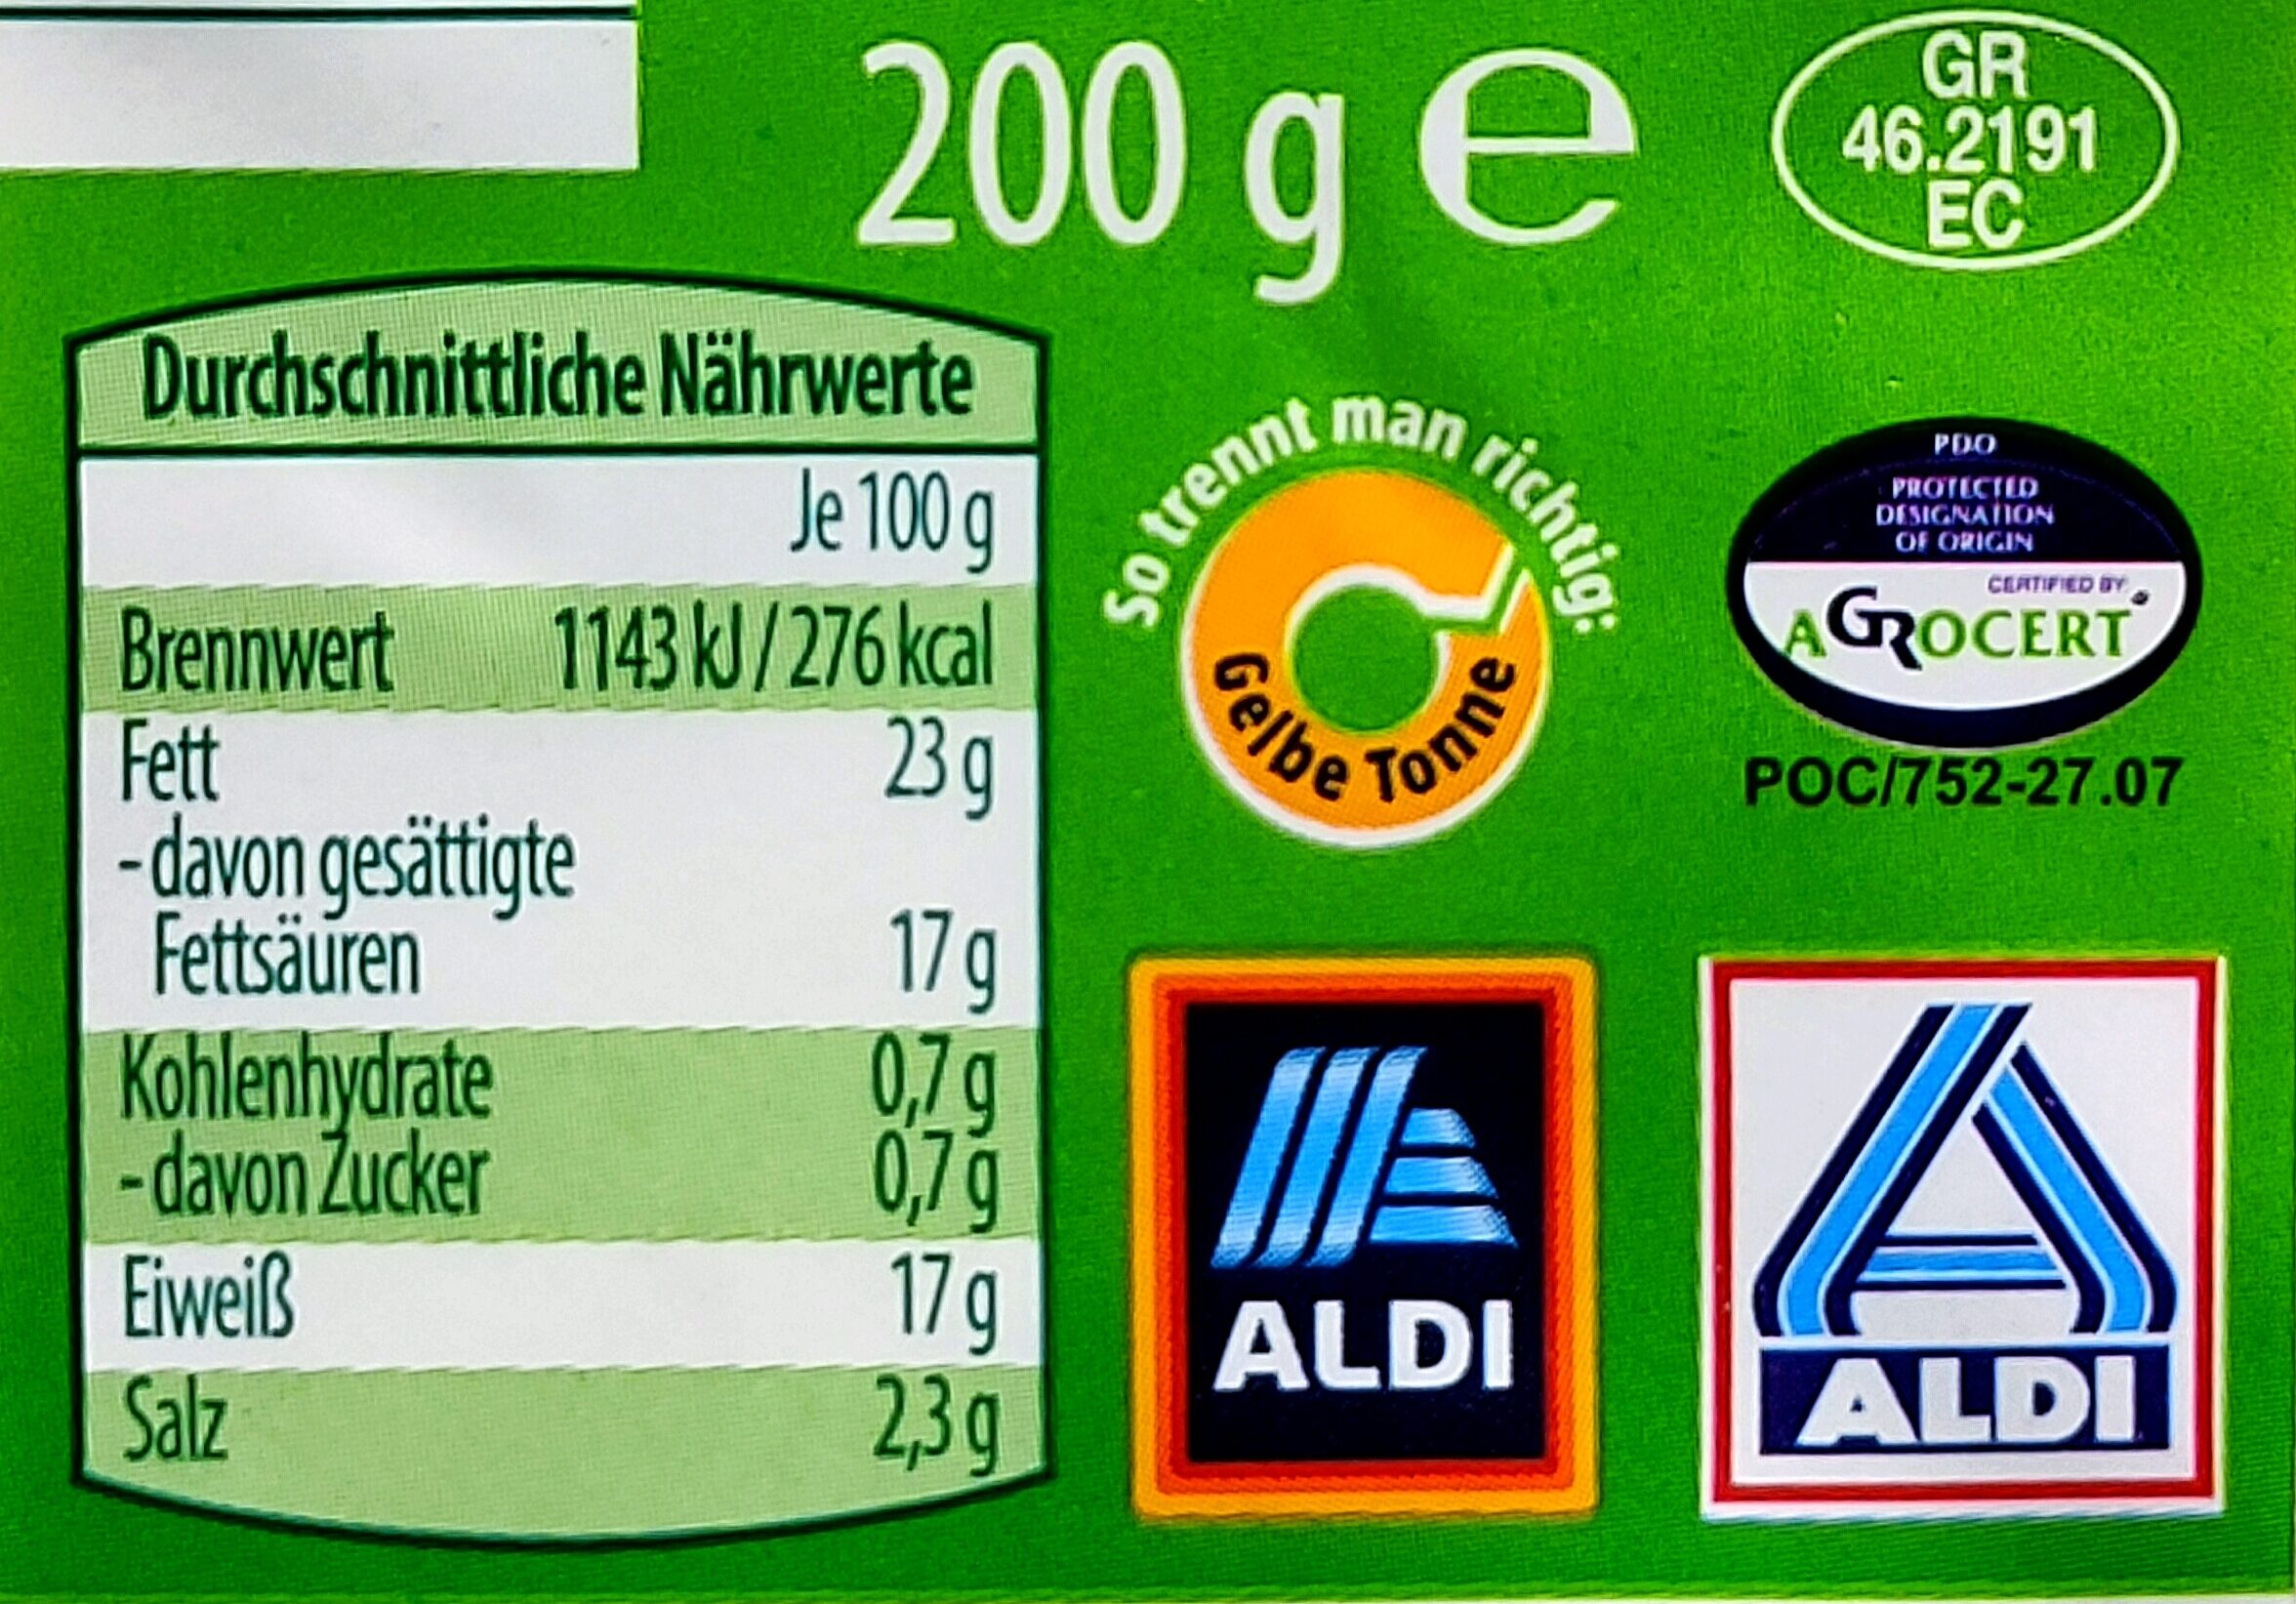 200 g e
GR
46.2191
EC
Durchschnittliche Nährwerte
Je 100 g
Brennwert 1143 kJ / 276 kcal
Fett 23 g
- davon gesättigte
Fettsäuren 17 g
Kohlenhydrate 0,7 g
- davon Zucker 0,7 g
Eiweiß 17 g
Salz 2,3 g
So trennt man richtig:
Gelbe Tonne
PDO
PROTECTED
DESIGNATION
OF ORIGIN
CERTIFIED BY
AGROCERT
POC/752-27.07
ALDI
ALDI